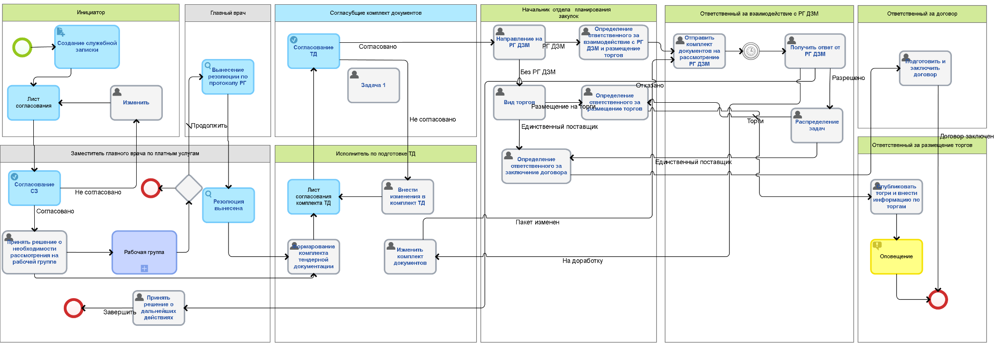 Инициатор
Создание служебной
записки
Лист
согласования
Изменить
Главный врач
Вынесение
резолюции по
протоколу РГ
Продолжить
Согласубщие комплект документов
Согласование
ТД
Согласовано
Задача 1
Не согласовано
Начальник отдела планирования
закупок
Направление на
РГ ДЗМ
РГ ДЗМ
Определение
ответственного за
взаимодействие с РГ
ДЗМ и размещение
торгов
Без РГ ДЗМ
Вид торгов
Размещение на торги
Определение
ответственного за
размещение торгов
Отказано
Единственный поставщик
Определение
ответственного за
заключение договора
Ответственный за взаимодействие с РГ ДЗМ
Отправить
комплект
документов на
рассмотрение
РГ ДЗМ
Получить ответ от
РГ ДЗМ
Разрешено
Торги
Распределение
задач
Единственный поставщик
Ответственный за договор
Подготовить и
заключить
договор
Договор заключен
Заместитель главного врача по платным услугам
Согласование
СЗ
Не согласовано
Согласовано
Резолюция
вынесена
Принять решение о
необходимости
рассмотрения на
рабочей группе
Рабочая группа
Принять
решение о
дальнейших
действиях
Завершить
Исполнитель по подготовке ТД
Лист
согласования
комплекта ТД
Внести
изменения в
комплект ТД
Формарование
комплекта
тендерной
документации
Изменить
комплект
документов
Пакет изменен
На доработку
Ответственный за размещение торгов
Опубликовать
тогри и внести
информацию по
торгам
Оповещение